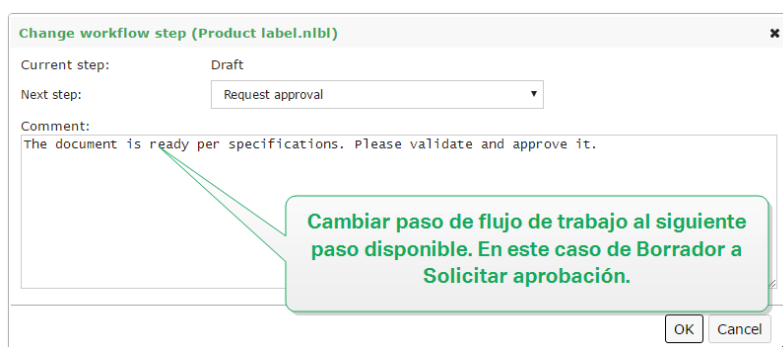 Change workflow step (Product label.nlbl)
Current step: Draft
Next step: Request approval
Comment:
The document is ready per specifications. Please validate and approve it.
Cambiar paso de flujo de trabajo al siguiente
paso disponible. En este caso de Borrador a
Solicitar aprobación.
OK Cancel